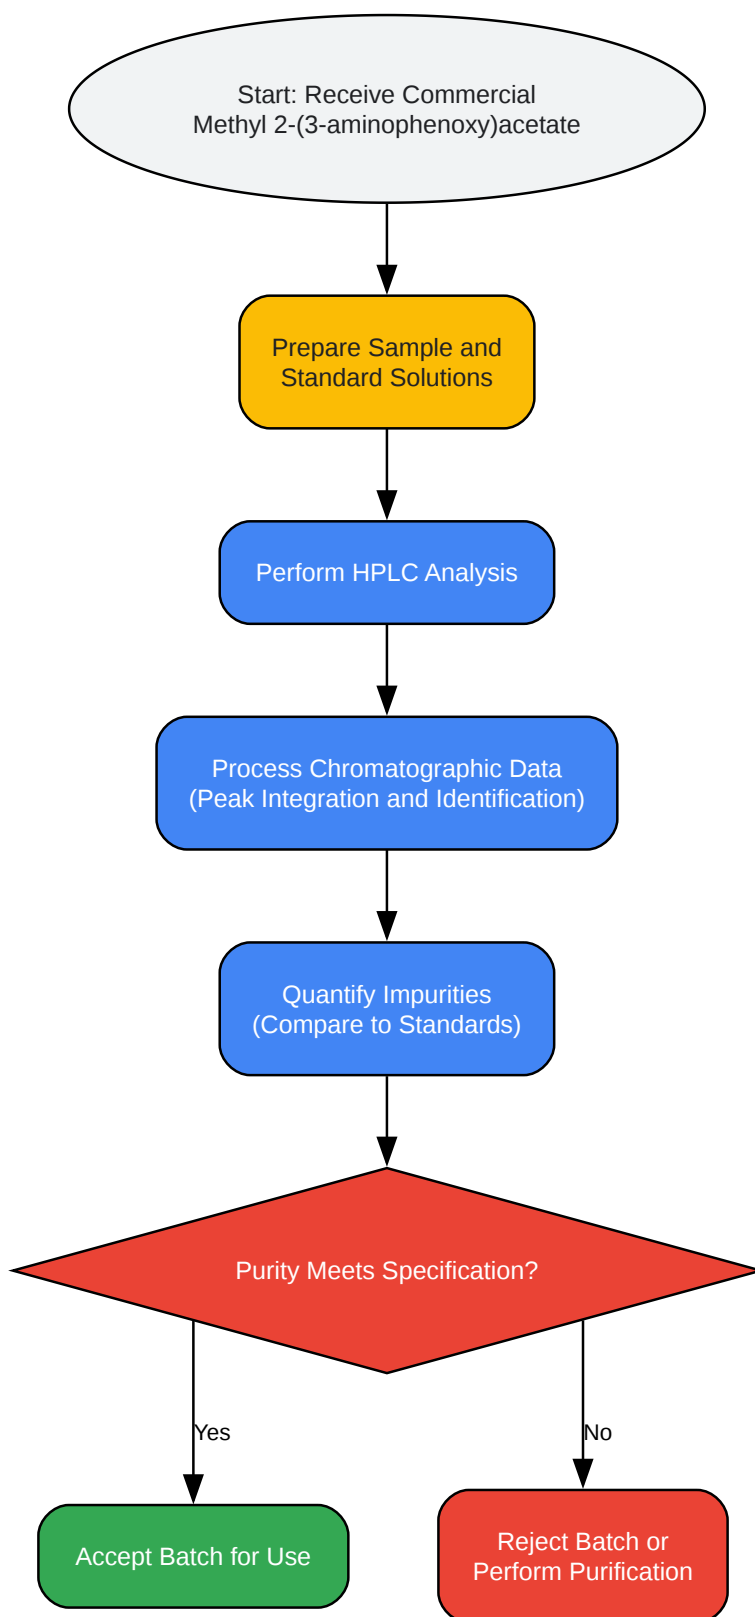 Start: Receive Commercial
Methyl 2-(3-aminophenoxy)acetate
Prepare Sample and
Standard Solutions
Perform HPLC Analysis
Process Chromatographic Data
(Peak Integration and Identification)
Quantify Impurities
(Compare to Standards)
Purity Meets Specification?
Yes
No
Accept Batch for Use
Reject Batch or
Perform Purification